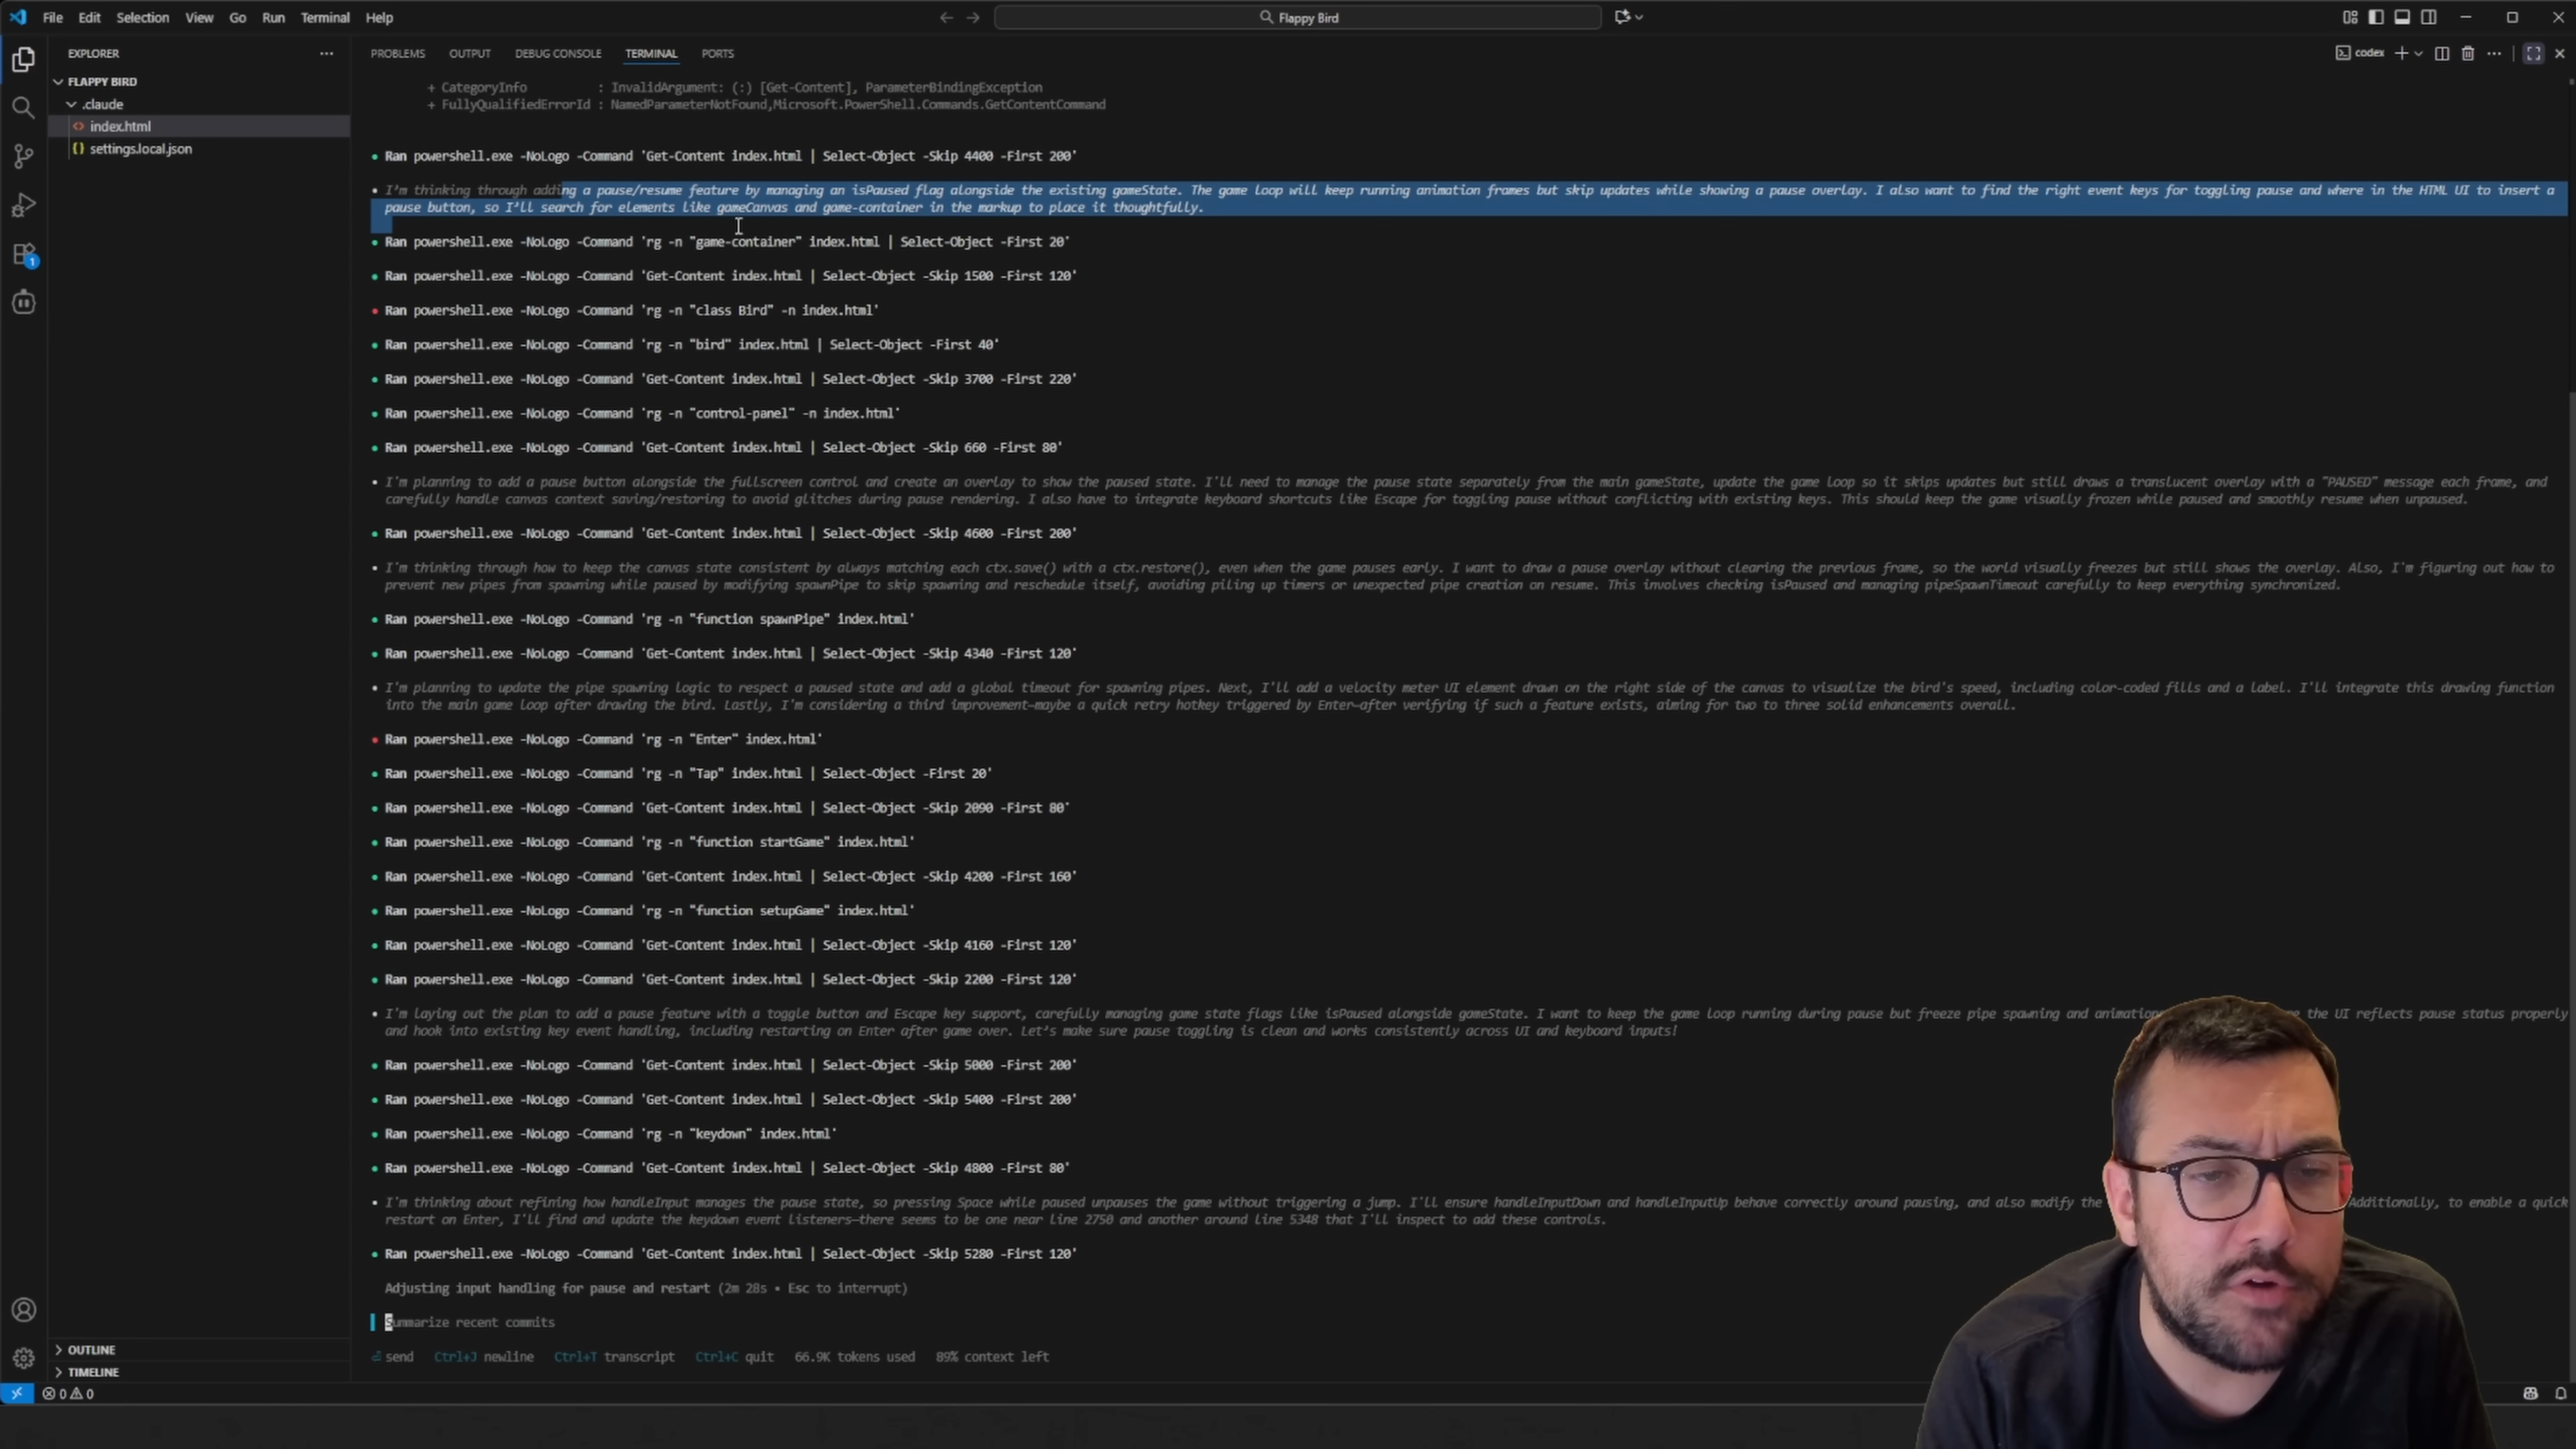 File Edit Selection View Go Run Terminal Help
Flappy Bird
EXPLORER
FLAPPY BIRD
.claude
index.html
settings.local.json
PROBLEMS OUTPUT DEBUG CONSOLE TERMINAL PORTS
codex
+ CategoryInfo : InvalidArgument: (:) [Get-Content], ParameterBindingException
+ FullyQualifiedErrorId : NamedParameterNotFound,Microsoft.PowerShell.Commands.GetContentCommand
• Ran powershell.exe -NoLogo -Command 'Get-Content index.html | Select-Object -Skip 4400 -First 200'
• I'm thinking through adding a pause/resume feature by managing an isPaused flag alongside the existing gameState. The game loop will keep running animation frames but skip updates while showing a pause overlay. I also want to find the right event keys for toggling pause and where in the HTML UI to insert a
pause button, so I'll search for elements like gameCanvas and game-container in the markup to place it thoughtfully.
• Ran powershell.exe -NoLogo -Command 'rg -n "game-container" index.html | Select-Object -First 20'
• Ran powershell.exe -NoLogo -Command 'Get-Content index.html | Select-Object -Skip 1500 -First 120'
• Ran powershell.exe -NoLogo -Command 'rg -n "class Bird" -n index.html'
• Ran powershell.exe -NoLogo -Command 'rg -n "bird" index.html | Select-Object -First 40'
• Ran powershell.exe -NoLogo -Command 'Get-Content index.html | Select-Object -Skip 3700 -First 220'
• Ran powershell.exe -NoLogo -Command 'rg -n "control-panel" -n index.html'
• Ran powershell.exe -NoLogo -Command 'Get-Content index.html | Select-Object -Skip 660 -First 80'
• I'm planning to add a pause button alongside the fullscreen control and create an overlay to show the paused state. I'll need to manage the pause state separately from the main gameState, update the game loop so it skips updates but still draws a translucent overlay with a "PAUSED" message each frame, and
carefully handle canvas context saving/restoring to avoid glitches during pause rendering. I also have to integrate keyboard shortcuts like Escape for toggling pause without conflicting with existing keys. This should keep the game visually frozen while paused and smoothly resume when unpaused.
• Ran powershell.exe -NoLogo -Command 'Get-Content index.html | Select-Object -Skip 4600 -First 200'
• I'm thinking through how to keep the canvas state consistent by always matching each ctx.save() with a ctx.restore(), even when the game pauses early. I want to draw a pause overlay without clearing the previous frame, so the world visually freezes but still shows the overlay. Also, I'm figuring out how to
prevent new pipes from spawning while paused by modifying spawnPipe to skip spawning and reschedule itself, avoiding piling up timers or unexpected pipe creation on resume. This involves checking isPaused and managing pipeSpawnTimeout carefully to keep everything synchronized.
• Ran powershell.exe -NoLogo -Command 'rg -n "function spawnPipe" index.html'
• Ran powershell.exe -NoLogo -Command 'Get-Content index.html | Select-Object -Skip 4340 -First 120'
• I'm planning to update the pipe spawning logic to respect a paused state and add a global timeout for spawning pipes. Next, I'll add a velocity meter UI element drawn on the right side of the canvas to visualize the bird's speed, including color-coded fills and a label. I'll integrate this drawing function
into the main game loop after drawing the bird. Lastly, I'm considering a third improvement—maybe a quick retry hotkey triggered by Enter—after verifying if such a feature exists, aiming for two to three solid enhancements overall.
• Ran powershell.exe -NoLogo -Command 'rg -n "Enter" index.html'
• Ran powershell.exe -NoLogo -Command 'rg -n "Tap" index.html | Select-Object -First 20'
• Ran powershell.exe -NoLogo -Command 'Get-Content index.html | Select-Object -Skip 2090 -First 80'
• Ran powershell.exe -NoLogo -Command 'rg -n "function startGame" index.html'
• Ran powershell.exe -NoLogo -Command 'Get-Content index.html | Select-Object -Skip 4200 -First 160'
• Ran powershell.exe -NoLogo -Command 'rg -n "function setupGame" index.html'
• Ran powershell.exe -NoLogo -Command 'Get-Content index.html | Select-Object -Skip 4160 -First 120'
• Ran powershell.exe -NoLogo -Command 'Get-Content index.html | Select-Object -Skip 2200 -First 120'
• I'm laying out the plan to add a pause feature with a toggle button and Escape key support, carefully managing game state flags like isPaused alongside gameState. I want to keep the game loop running during pause but freeze pipe spawning and the UI reflects pause status properly
and hook into existing key event handling, including restarting on Enter after game over. Let's make sure pause toggling is clean and works consistently across UI and keyboard inputs!
• Ran powershell.exe -NoLogo -Command 'Get-Content index.html | Select-Object -Skip 5000 -First 200'
• Ran powershell.exe -NoLogo -Command 'Get-Content index.html | Select-Object -Skip 5400 -First 200'
• Ran powershell.exe -NoLogo -Command 'rg -n "keydown" index.html'
• Ran powershell.exe -NoLogo -Command 'Get-Content index.html | Select-Object -Skip 4800 -First 80'
• I'm thinking about refining how handleInput manages the pause state, so pressing Space while paused unpauses the game without triggering a jump. I'll ensure handleInputDown and handleInputUp behave correctly around pausing, and also modify the Additionally, to enable a quick
restart on Enter, I'll find and update the keydown event listeners—there seems to be one near line 2750 and another around line 5348 that I'll inspect to add these controls.
• Ran powershell.exe -NoLogo -Command 'Get-Content index.html | Select-Object -Skip 5280 -First 120'
Adjusting input handling for pause and restart (2m 28s • Esc to interrupt)
Summarize recent commits
⏎ send Ctrl+J newline Ctrl+T transcript Ctrl+C quit 66.9K tokens used 89% context left
1
OUTLINE
TIMELINE
0 0